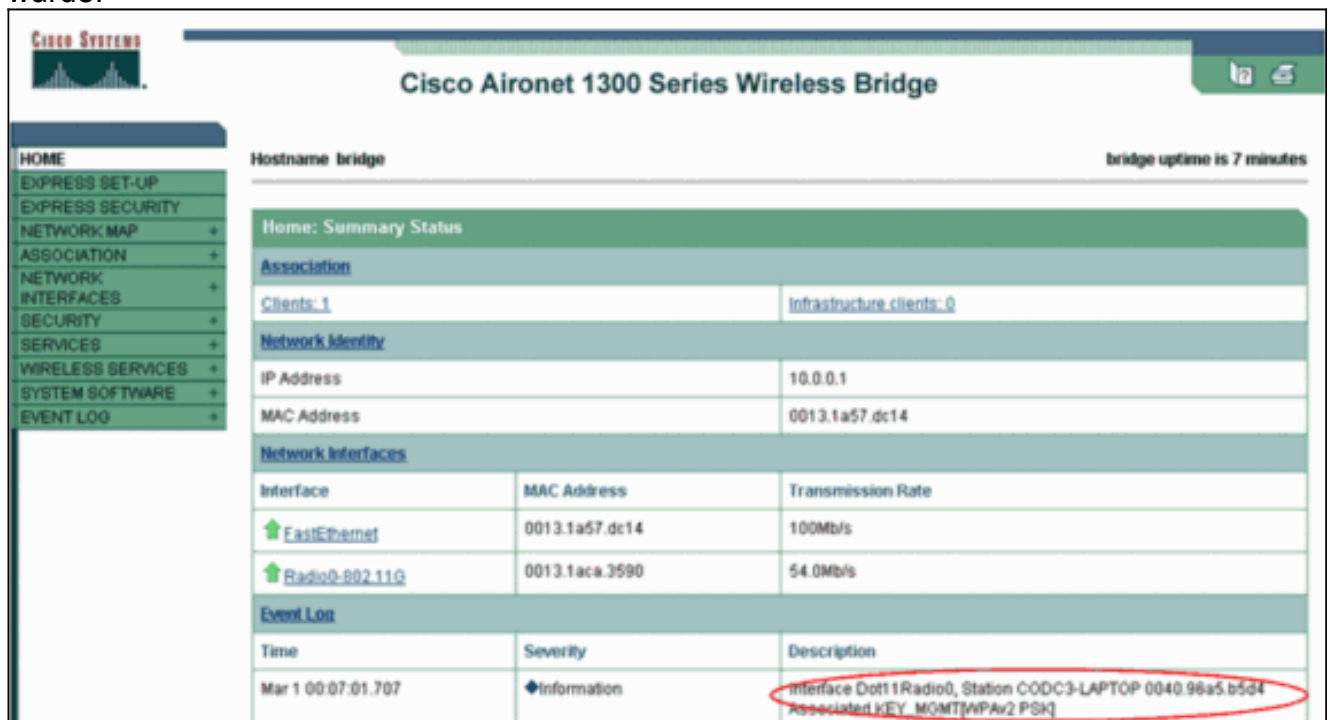 wurde.
CISCO SYSTEMS
Cisco Aironet 1300 Series Wireless Bridge
HOME
EXPRESS SET-UP
EXPRESS SECURITY
NETWORK MAP +
ASSOCIATION +
NETWORK
INTERFACES +
SECURITY +
SERVICES +
WIRELESS SERVICES +
SYSTEM SOFTWARE +
EVENT LOG +
Hostname bridge bridge uptime is 7 minutes
Home: Summary Status
Association
Clients: 1 Infrastructure clients: 0
Network Identity
IP Address 10.0.0.1
MAC Address 0013.1a57.dc14
Network Interfaces
Interface MAC Address Transmission Rate
FastEthernet 0013.1a57.dc14 100Mb/s
Radio0-802.11G 0013.1aca.3590 54.0Mb/s
Event Log
Time Severity Description
Mar 1 00:07:01.707 Information Interface Dot11Radio0, Station CODC3-LAPTOP 0040.96a5.b5d4
Associated KEY_MGMT[WPAv2 PSK]